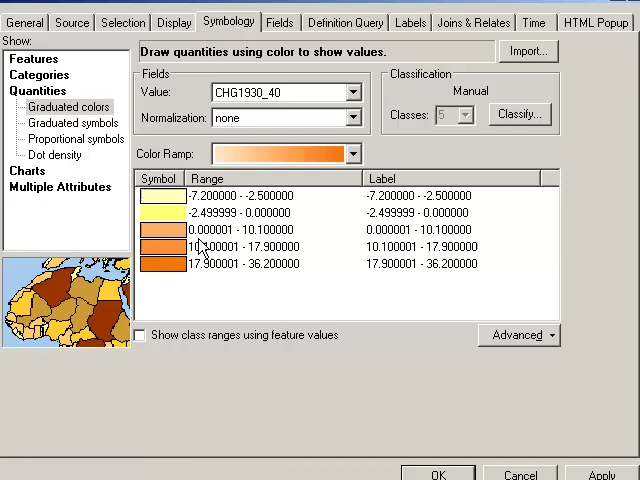 General Source Selection Display Symbology Fields Definition Query Labels Joins & Relates Time HTML Popup
Show:
Features
Categories
Quantities
Graduated colors
Graduated symbols
Proportional symbols
Dot density
Charts
Multiple Attributes
Draw quantities using color to show values.
Import...
Fields
Value: CHG1930_40
Normalization: none
Classification
Manual
Classes: 5 Classify...
Color Ramp:
Symbol Range Label
-7.200000 - -2.500000 -7.200000 - -2.500000
-2.499999 - 0.000000 -2.499999 - 0.000000
0.000001 - 10.100000 0.000001 - 10.100000
10.100001 - 17.900000 10.100001 - 17.900000
17.900001 - 36.200000 17.900001 - 36.200000
Show class ranges using feature values
Advanced
OK Cancel Apply